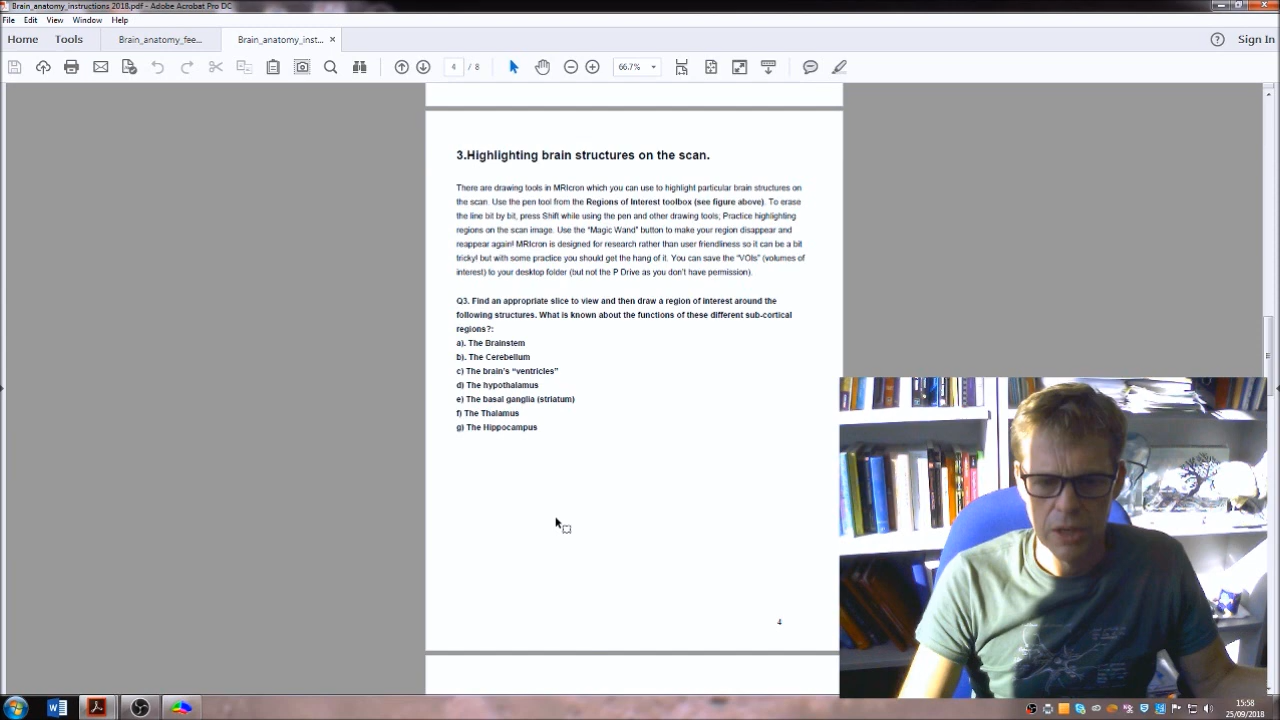 Brain_anatomy_instructions 2018.pdf - Adobe Acrobat Pro DC
File Edit View Window Help
Home Tools Brain_anatomy_fee... Brain_anatomy_inst... × Sign In
4 / 8 66.7%
3.Highlighting brain structures on the scan.
There are drawing tools in MRIcron which you can use to highlight particular brain structures on
the scan. Use the pen tool from the Regions of Interest toolbox (see figure above). To erase
the line bit by bit, press Shift while using the pen and other drawing tools; Practice highlighting
regions on the scan image. Use the "Magic Wand" button to make your region disappear and
reappear again! MRIcron is designed for research rather than user friendliness so it can be a bit
tricky! but with some practice you should get the hang of it. You can save the "VOIs" (volumes of
interest) to your desktop folder (but not the P Drive as you don't have permission).
Q3. Find an appropriate slice to view and then draw a region of interest around the
following structures. What is known about the functions of these different sub-cortical
regions?:
a). The Brainstem
b). The Cerebellum
c) The brain's "ventricles"
d) The hypothalamus
e) The basal ganglia (striatum)
f) The Thalamus
g) The Hippocampus
4
15:58
25/09/2018